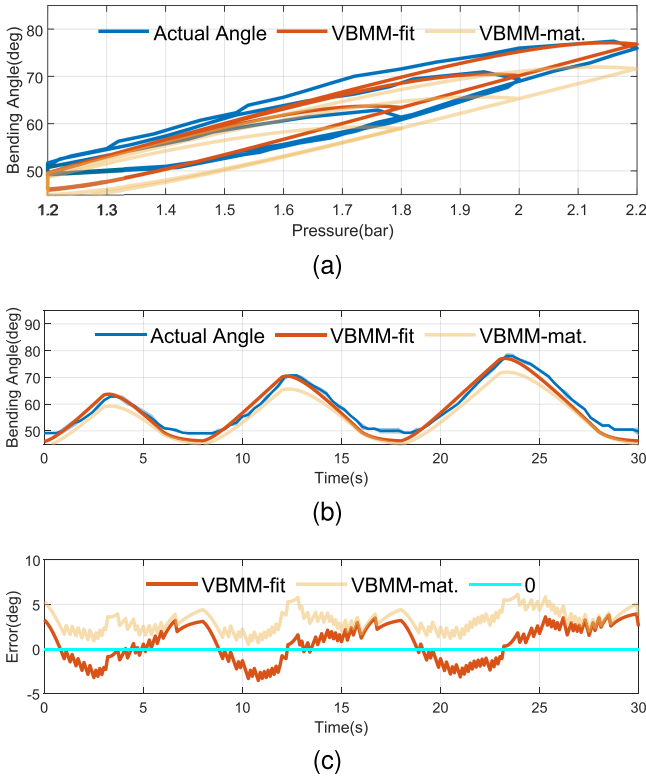 Actual Angle VBMM-fit VBMM-mat.
80
70
60
50
Bending Angle(deg)
1.2 1.3 1.4 1.5 1.6 1.7 1.8 1.9 2 2.1 2.2
Pressure(bar)
(a)
Actual Angle VBMM-fit VBMM-mat.
90
80
70
60
50
Bending Angle(deg)
0 5 10 15 20 25 30
Time(s)
(b)
VBMM-fit VBMM-mat. 0
10
5
0
-5
Error(deg)
0 5 10 15 20 25 30
Time(s)
(c)